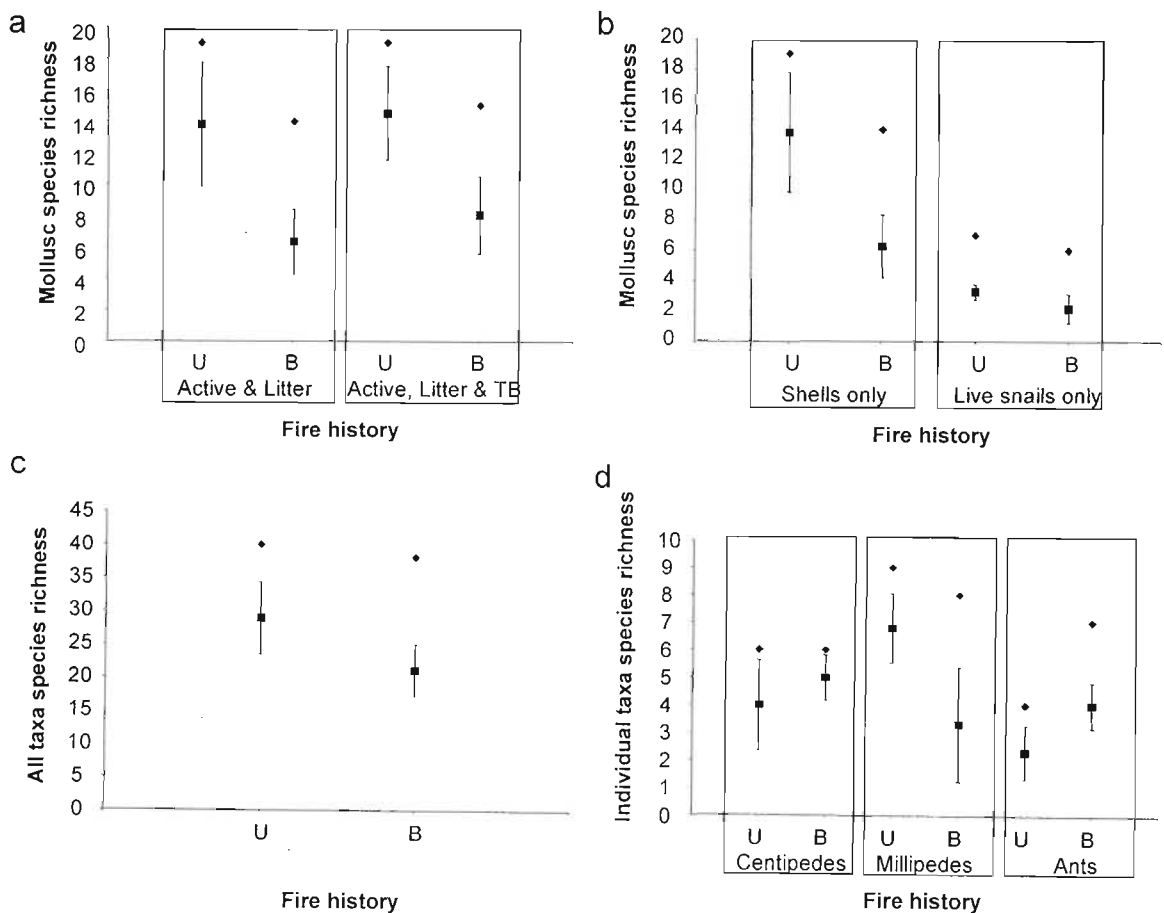 a
Mollusc species richness
20
18
16
14
12
10
8
6
4
2
0
U B U B
Active & Litter Active, Litter & TB
Fire history
b
Mollusc species richness
20
18
16
14
12
10
8
6
4
2
0
U B U B
Shells only Live snails only
Fire history
c
All taxa species richness
45
40
35
30
25
20
15
10
5
0
U B
Fire history
d
Individual taxa species richness
10
9
8
7
6
5
4
3
2
1
0
U B U B U B
Centipedes Millipedes Ants
Fire history